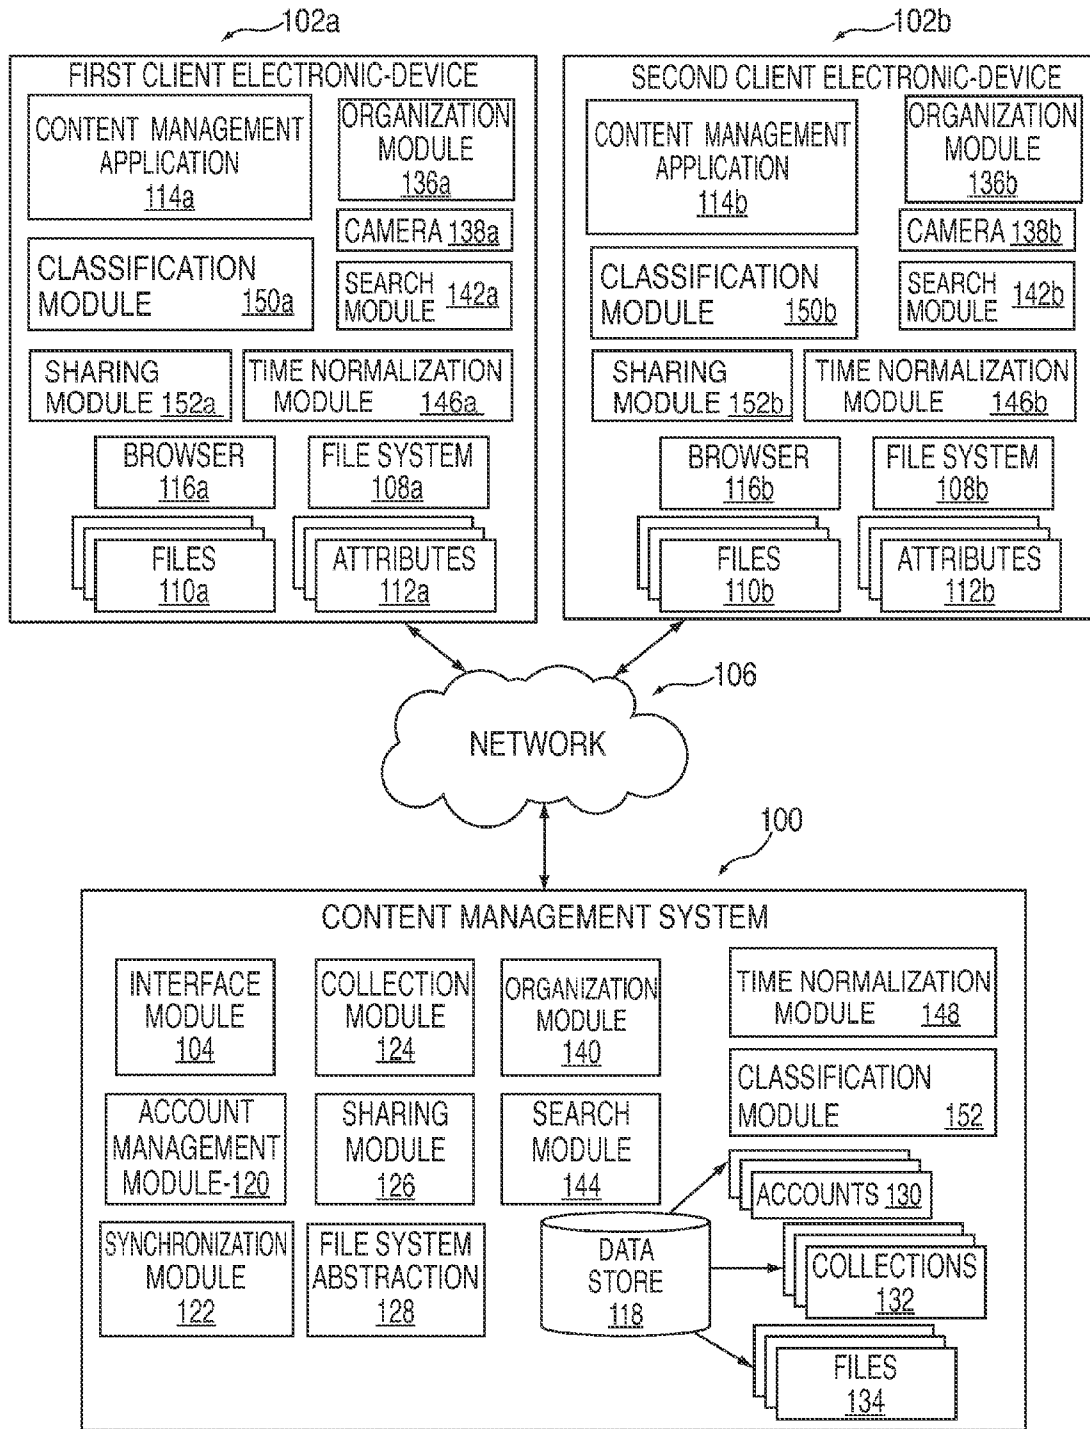 102a
FIRST CLIENT ELECTRONIC-DEVICE
CONTENT MANAGEMENT
APPLICATION
114a
ORGANIZATION
MODULE
136a
CAMERA 138a
CLASSIFICATION
MODULE 150a
SEARCH
MODULE 142a
SHARING
MODULE 152a
TIME NORMALIZATION
MODULE 146a
BROWSER
116a
FILE SYSTEM
108a
FILES
110a
ATTRIBUTES
112a
102b
SECOND CLIENT ELECTRONIC-DEVICE
CONTENT MANAGEMENT
APPLICATION
114b
ORGANIZATION
MODULE
136b
CAMERA 138b
CLASSIFICATION
MODULE 150b
SEARCH
MODULE 142b
SHARING
MODULE 152b
TIME NORMALIZATION
MODULE 146b
BROWSER
116b
FILE SYSTEM
108b
FILES
110b
ATTRIBUTES
112b
106
NETWORK
100
CONTENT MANAGEMENT SYSTEM
INTERFACE
MODULE
104
COLLECTION
MODULE
124
ORGANIZATION
MODULE
140
TIME NORMALIZATION
MODULE 148
ACCOUNT
MANAGEMENT
MODULE-120
SHARING
MODULE
126
SEARCH
MODULE
144
CLASSIFICATION
MODULE 152
SYNCHRONIZATION
MODULE
122
FILE SYSTEM
ABSTRACTION
128
DATA
STORE
118
ACCOUNTS 130
COLLECTIONS
132
FILES
134